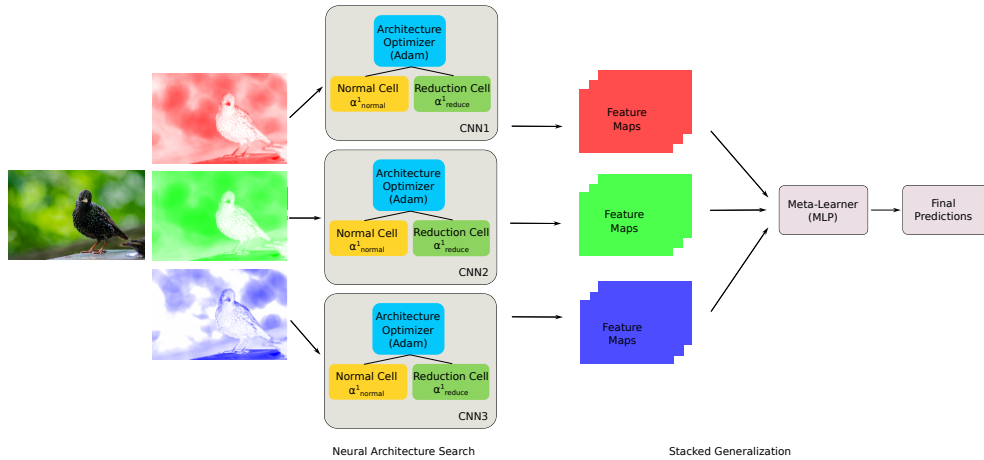 Architecture
Optimizer
(Adam)
Normal Cell
α¹normal
Reduction Cell
α¹reduce
CNN1
Architecture
Optimizer
(Adam)
Normal Cell
α¹normal
Reduction Cell
α¹reduce
CNN2
Architecture
Optimizer
(Adam)
Normal Cell
α¹normal
Reduction Cell
α¹reduce
CNN3
Feature
Maps
Feature
Maps
Feature
Maps
Meta-Learner
(MLP)
Final
Predictions
Neural Architecture Search
Stacked Generalization